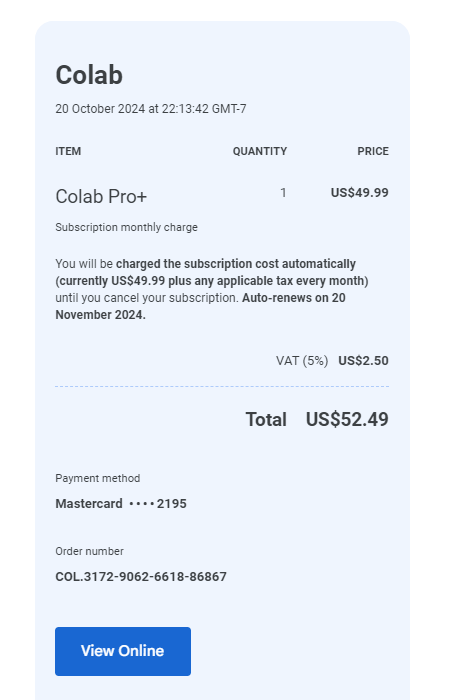 Colab
20 October 2024 at 22:13:42 GMT-7
ITEM QUANTITY PRICE
Colab Pro+ 1 US$49.99
Subscription monthly charge
You will be charged the subscription cost automatically
(currently US$49.99 plus any applicable tax every month)
until you cancel your subscription. Auto-renews on 20
November 2024.
VAT (5%) US$2.50
Total US$52.49
Payment method
Mastercard ••••2195
Order number
COL.3172-9062-6618-86867
View Online